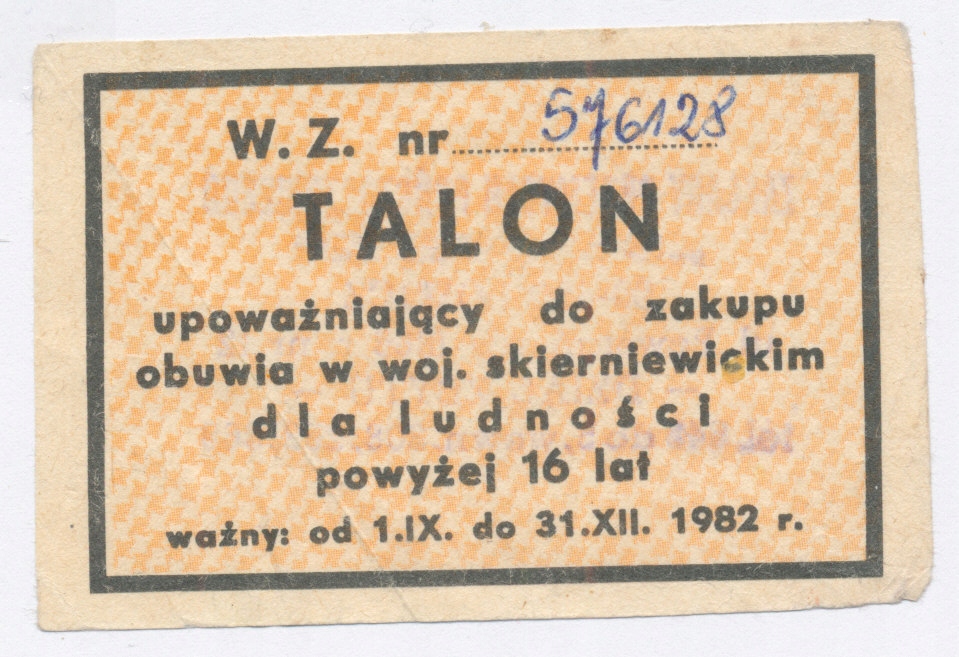 W. Z. nr 576128
TALON
upoważniający do zakupu
obuwia w woj. skierniewickim
dla ludności
powyżej 16 lat
ważny: od 1.IX. do 31.XII. 1982 r.